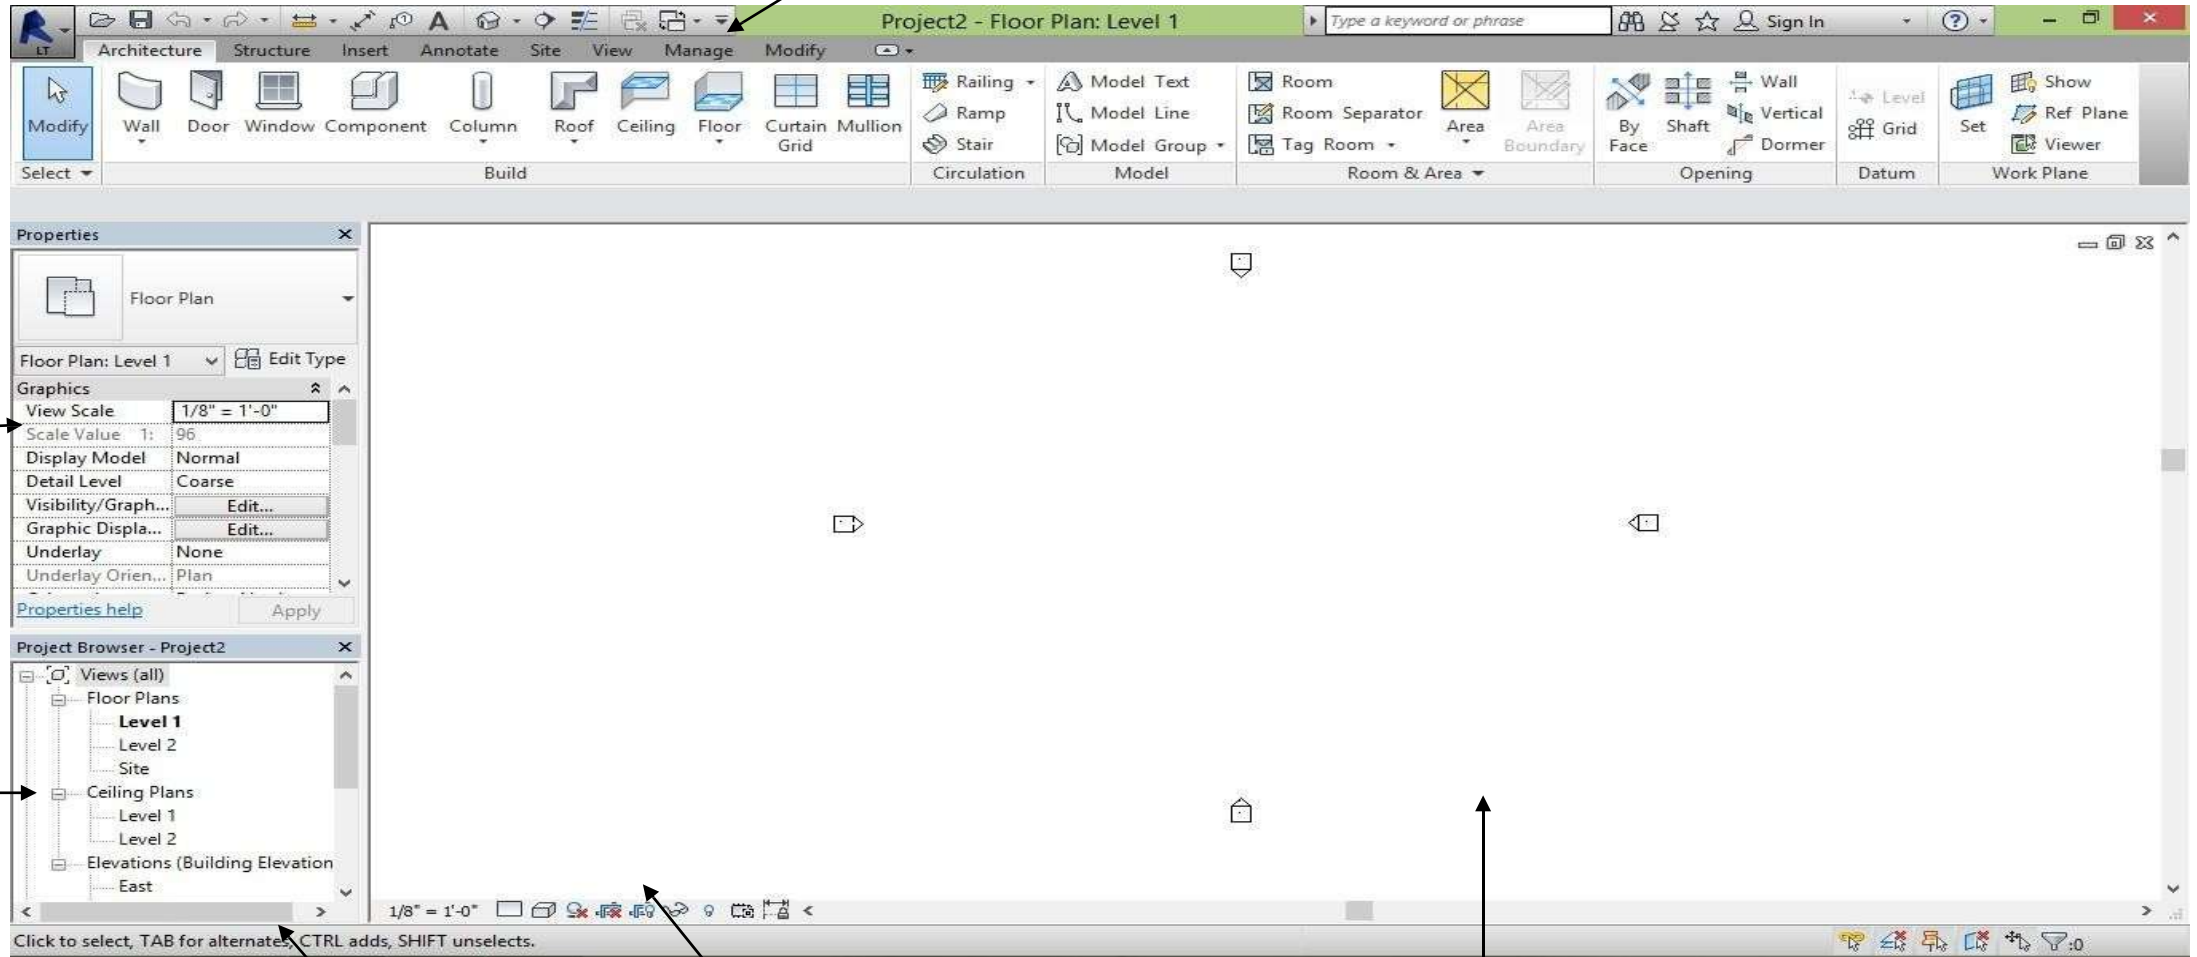 Project2 - Floor Plan: Level 1
Type a keyword or phrase
Sign In
LT
Architecture Structure Insert Annotate Site View Manage Modify
Modify
Wall
Door
Window
Component
Column
Roof
Ceiling
Floor
Curtain Grid
Mullion
Railing
Ramp
Stair
Model Text
Model Line
Model Group
Room
Room Separator
Tag Room
Area
Area Boundary
By Face
Shaft
Wall
Vertical
Dormer
Level
Grid
Set
Show
Ref Plane
Viewer
Select
Build
Circulation
Model
Room & Area
Opening
Datum
Work Plane
Properties
Floor Plan
Floor Plan: Level 1
Edit Type
Graphics
View Scale 1/8" = 1'-0"
Scale Value 1: 96
Display Model Normal
Detail Level Coarse
Visibility/Graph... Edit...
Graphic Displa... Edit...
Underlay None
Underlay Orien... Plan
Properties help
Apply
Project Browser - Project2
Views (all)
Floor Plans
Level 1
Level 2
Site
Ceiling Plans
Level 1
Level 2
Elevations (Building Elevation
East
1/8" = 1'-0"
Click to select, TAB for alternates, CTRL adds, SHIFT unselects.
:0